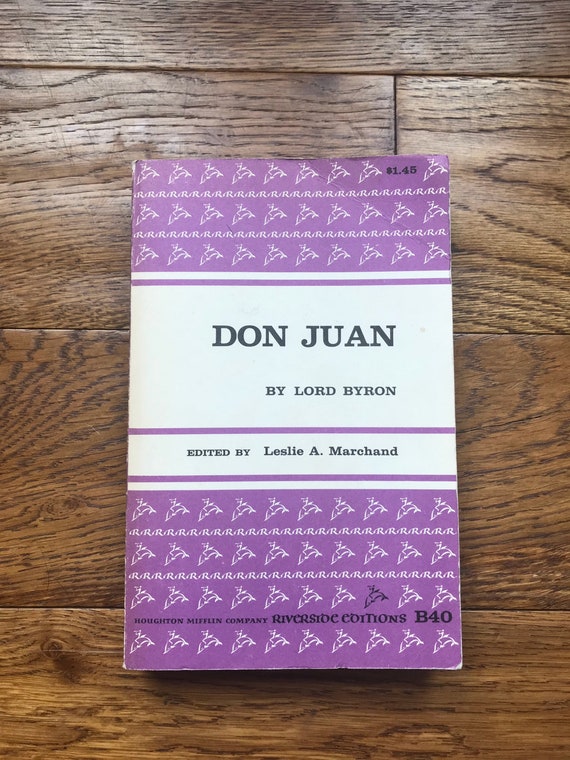 $1.45
DON JUAN
BY LORD BYRON
EDITED BY Leslie A. Marchand
HOUGHTON MIFFLIN COMPANY RIVERSIDE EDITIONS B40